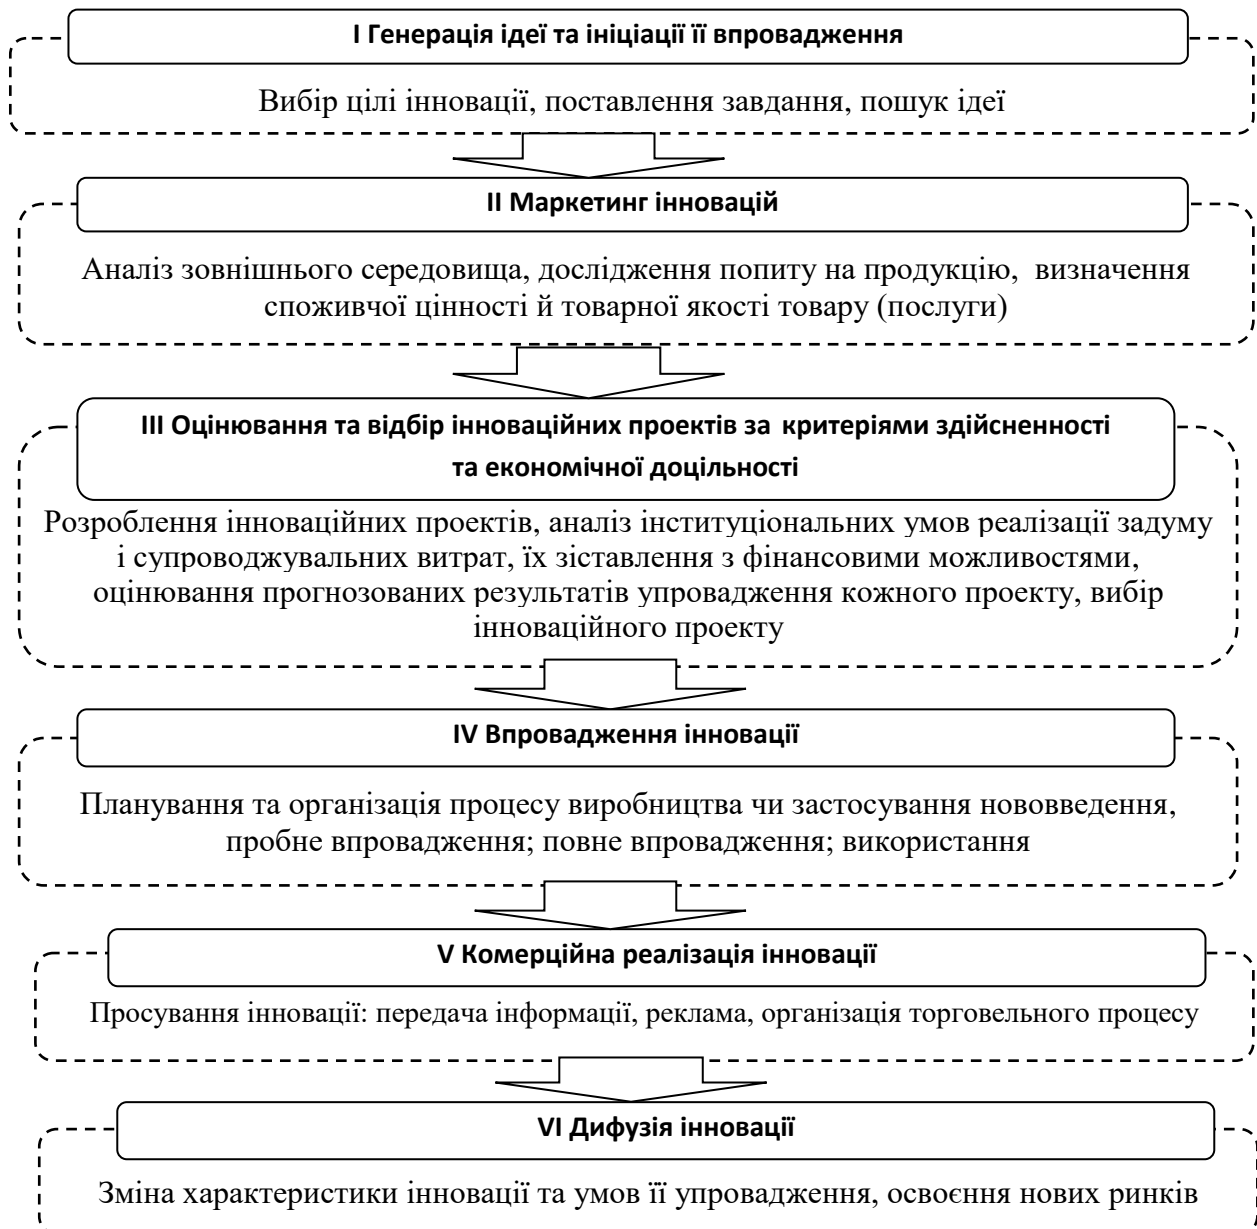 I Генерація ідеї та ініціації її впровадження
Вибір цілі інновації, поставлення завдання, пошук ідеї
II Маркетинг інновацій
Аналіз зовнішнього середовища, дослідження попиту на продукцію, визначення
споживчої цінності й товарної якості товару (послуги)
III Оцінювання та відбір інноваційних проектів за критеріями здійсненності
та економічної доцільності
Розроблення інноваційних проектів, аналіз інституціональних умов реалізації задуму
і супроводжувальних витрат, їх зіставлення з фінансовими можливостями,
оцінювання прогнозованих результатів упровадження кожного проекту, вибір
інноваційного проекту
IV Впровадження інновації
Планування та організація процесу виробництва чи застосування нововведення,
пробне впровадження; повне впровадження; використання
V Комерційна реалізація інновації
Просування інновації: передача інформації, реклама, організація торговельного процесу
VI Дифузія інновації
Зміна характеристики інновації та умов її упровадження, освоєння нових ринків